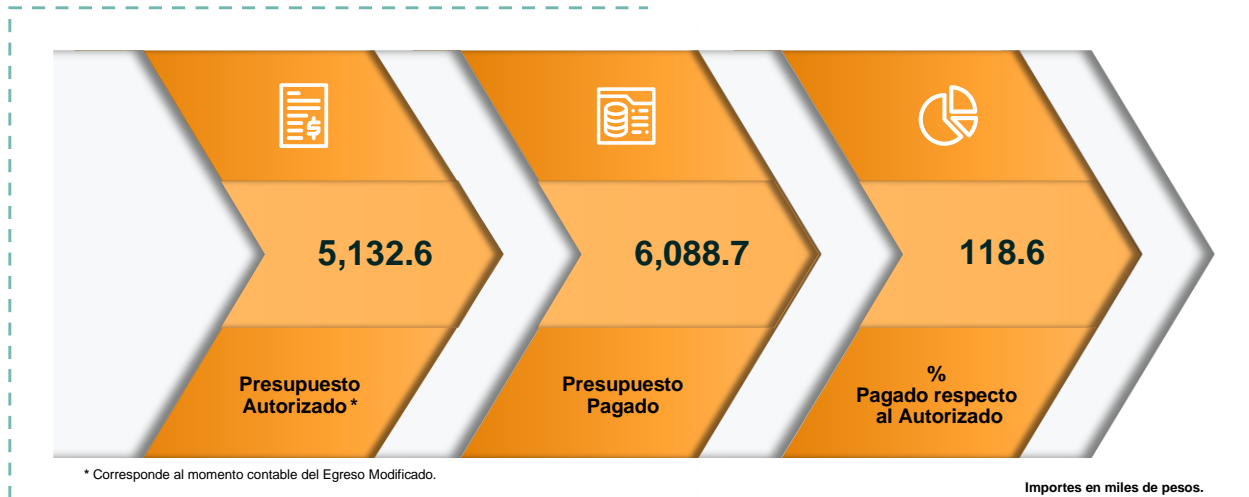 5,132.6
Presupuesto
Autorizado *
6,088.7
Presupuesto
Pagado
118.6
%
Pagado respecto
al Autorizado
* Corresponde al momento contable del Egreso Modificado.
Importes en miles de pesos.